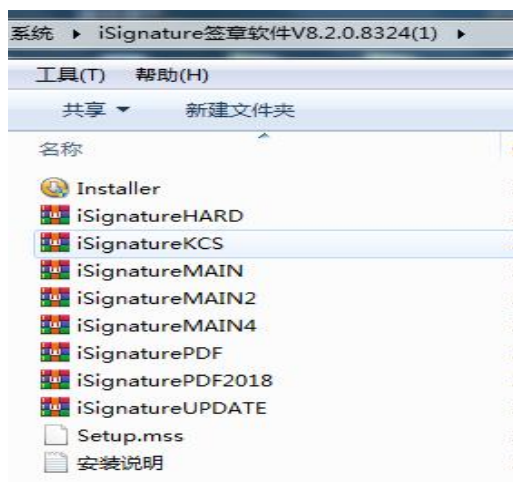 系统 ▸ iSignature签章软件V8.2.0.8324(1) ▸
工具(T) 帮助(H)
共享 新建文件夹
名称
Installer
iSignatureHARD
iSignatureKCS
iSignatureMAIN
iSignatureMAIN2
iSignatureMAIN4
iSignaturePDF
iSignaturePDF2018
iSignatureUPDATE
Setup.mss
安装说明